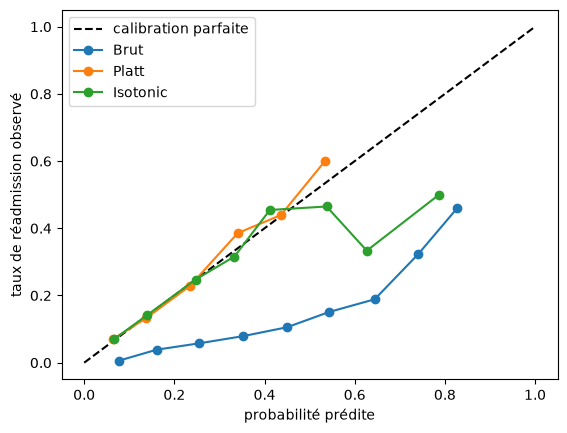 calibration parfaite
Brut
Platt
Isotonic
taux de réadmission observé
1.0
0.8
0.6
0.4
0.2
0.0
0.0 0.2 0.4 0.6 0.8 1.0
probabilité prédite